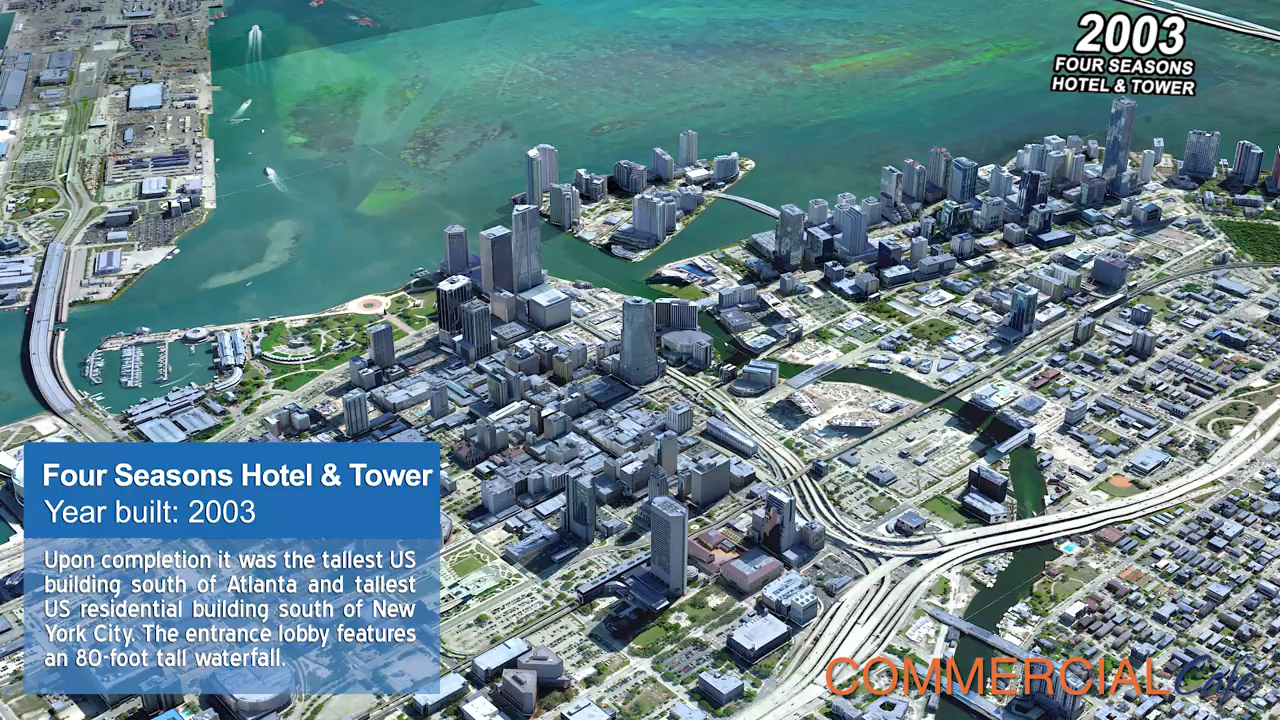 2003
FOUR SEASONS
HOTEL & TOWER
Four Seasons Hotel & Tower
Year built: 2003
Upon completion it was the tallest US
building south of Atlanta and tallest
US residential building south of New
York City. The entrance lobby features
an 80-foot tall waterfall.
COMMERCIALCafe